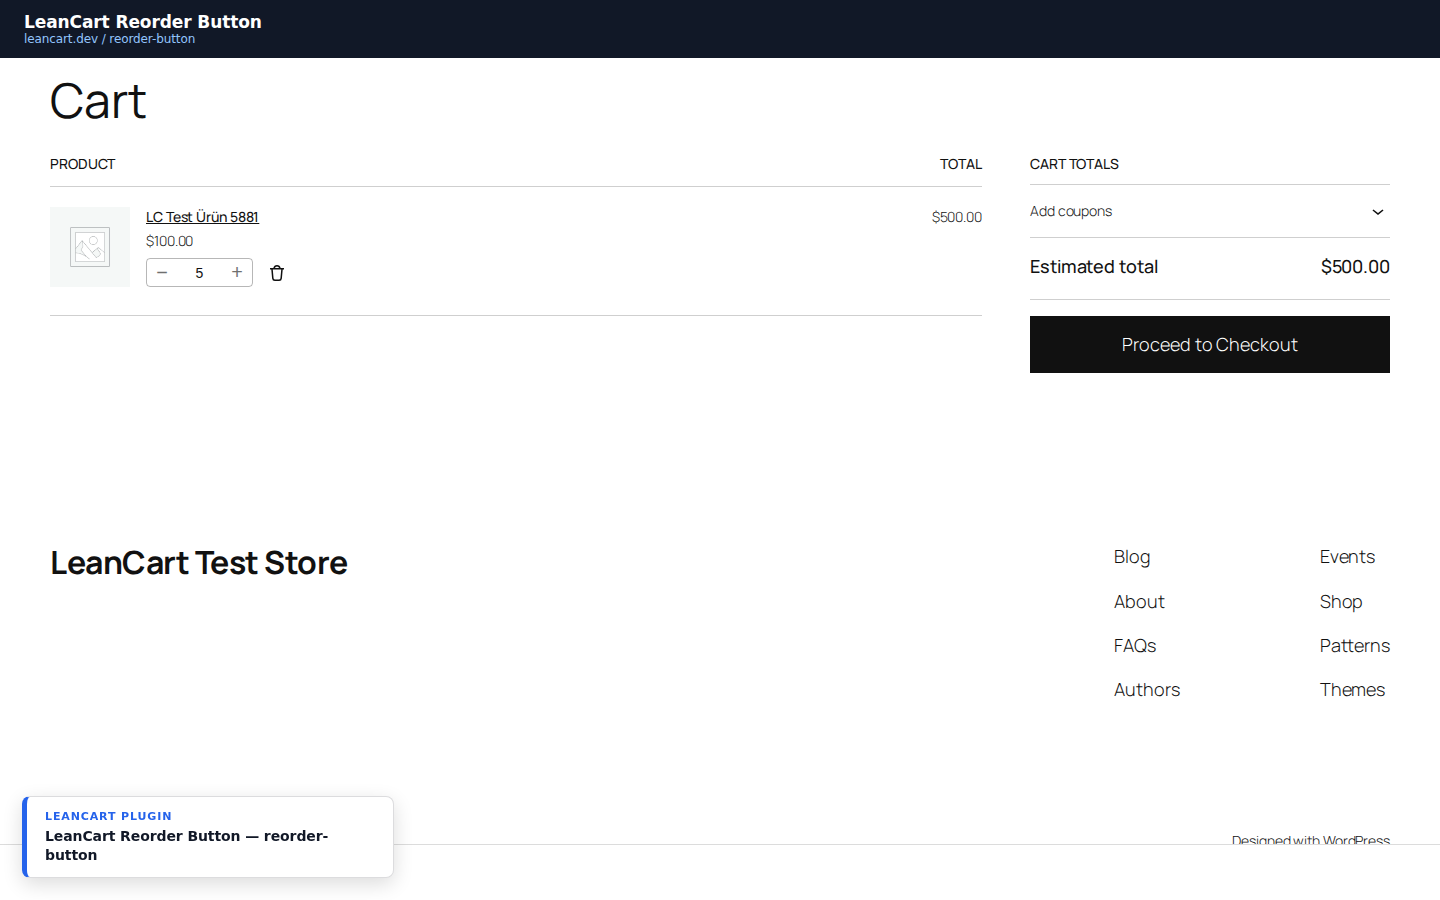 LeanCart Reorder Button
leancart.dev / reorder-button
Cart
PRODUCT
TOTAL
LC Test Ürün 5881
$500.00
$100.00
− 5 +
CART TOTALS
Add coupons
Estimated total
$500.00
Proceed to Checkout
LeanCart Test Store
Blog
About
FAQs
Authors
Events
Shop
Patterns
Themes
LEANCART PLUGIN
LeanCart Reorder Button — reorder-
button
Designed with WordPress